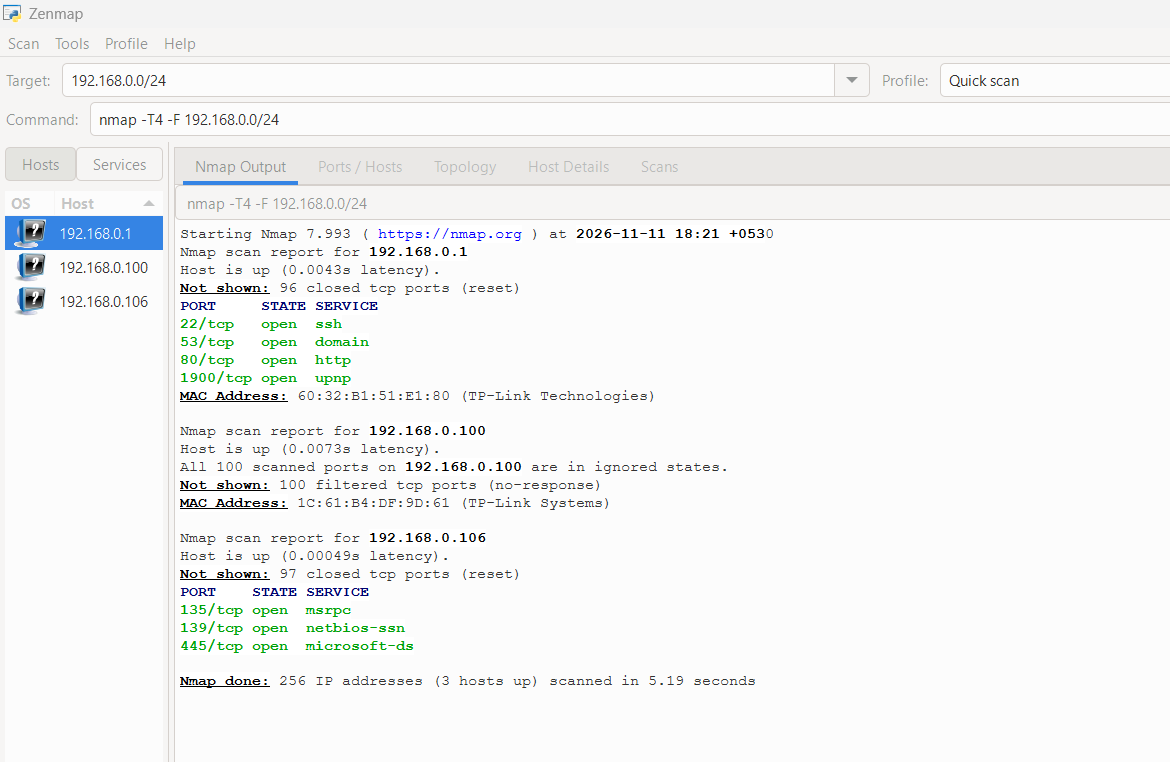 Zenmap
Scan Tools Profile Help
Target: 192.168.0.0/24 Profile: Quick scan
Command: nmap -T4 -F 192.168.0.0/24
Hosts Services
Nmap Output Ports / Hosts Topology Host Details Scans
OS Host
192.168.0.1
192.168.0.100
192.168.0.106
nmap -T4 -F 192.168.0.0/24
Starting Nmap 7.993 ( https://nmap.org ) at 2026-11-11 18:21 +0530
Nmap scan report for 192.168.0.1
Host is up (0.0043s latency).
Not shown: 96 closed tcp ports (reset)
PORT     STATE SERVICE
22/tcp   open  ssh
53/tcp   open  domain
80/tcp   open  http
1900/tcp open  upnp
MAC Address: 60:32:B1:51:E1:80 (TP-Link Technologies)
Nmap scan report for 192.168.0.100
Host is up (0.0073s latency).
All 100 scanned ports on 192.168.0.100 are in ignored states.
Not shown: 100 filtered tcp ports (no-response)
MAC Address: 1C:61:B4:DF:9D:61 (TP-Link Systems)
Nmap scan report for 192.168.0.106
Host is up (0.00049s latency).
Not shown: 97 closed tcp ports (reset)
PORT    STATE SERVICE
135/tcp open  msrpc
139/tcp open  netbios-ssn
445/tcp open  microsoft-ds
Nmap done: 256 IP addresses (3 hosts up) scanned in 5.19 seconds